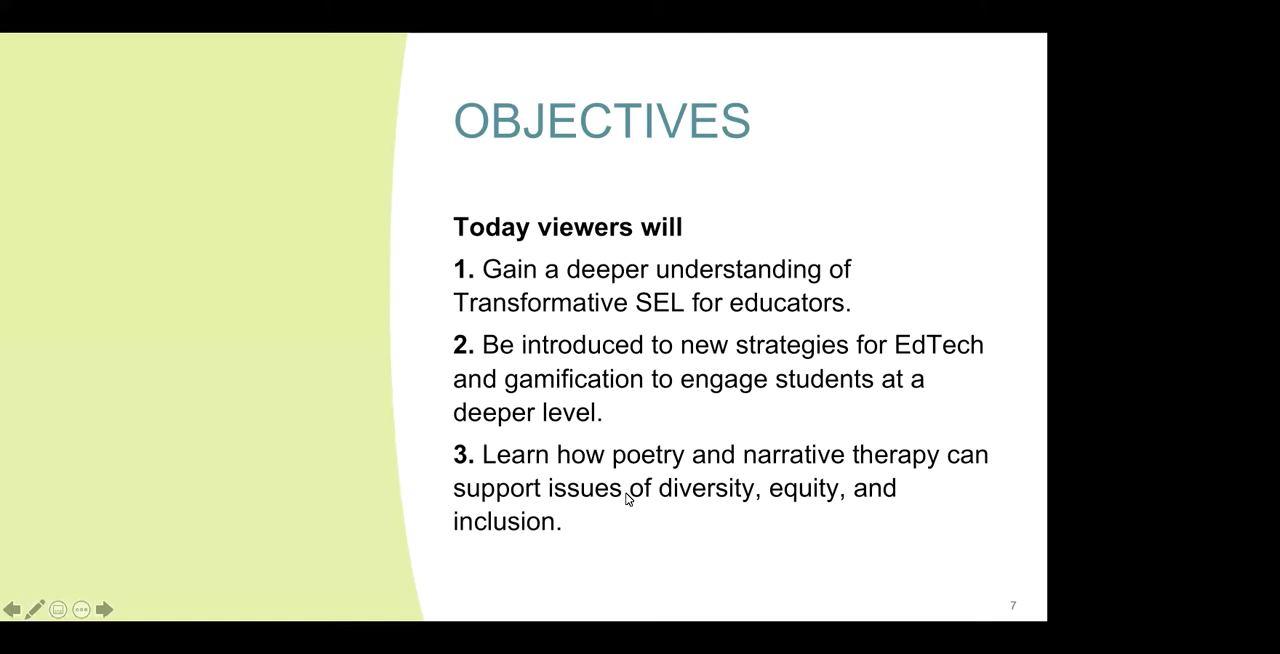 OBJECTIVES
Today viewers will
1. Gain a deeper understanding of
Transformative SEL for educators.
2. Be introduced to new strategies for EdTech
and gamification to engage students at a
deeper level.
3. Learn how poetry and narrative therapy can
support issues of diversity, equity, and
inclusion.
7